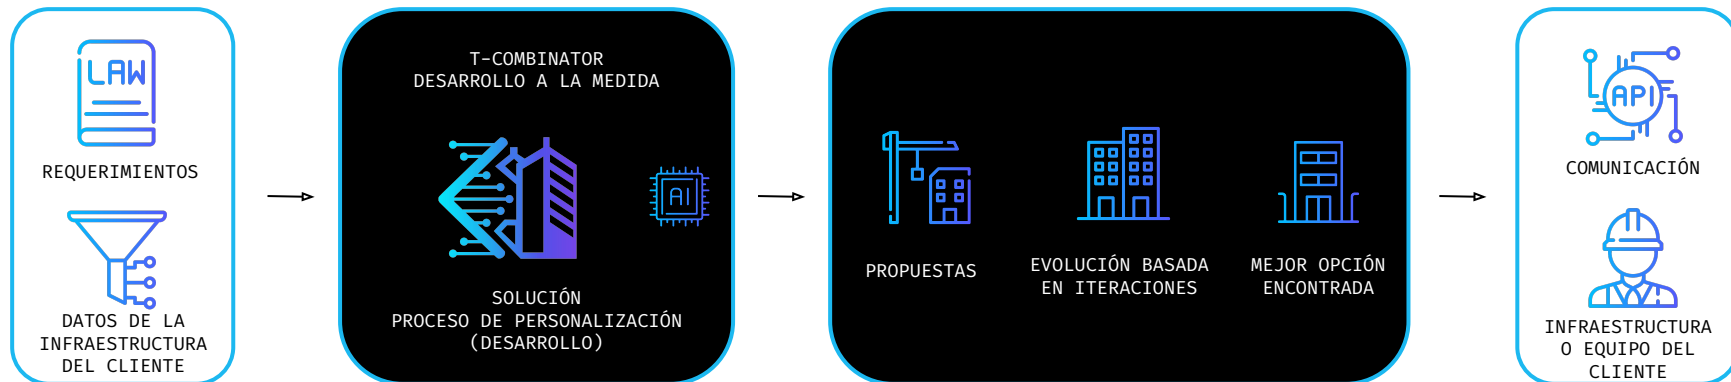 LAW
REQUERIMIENTOS
DATOS DE LA
INFRAESTRUCTURA
DEL CLIENTE
T-COMBINATOR
DESARROLLO A LA MEDIDA
AI
SOLUCIÓN
PROCESO DE PERSONALIZACIÓN
(DESARROLLO)
PROPUESTAS
EVOLUCIÓN BASADA
EN ITERACIONES
MEJOR OPCIÓN
ENCONTRADA
API
COMUNICACIÓN
INFRAESTRUCTURA
O EQUIPO DEL
CLIENTE